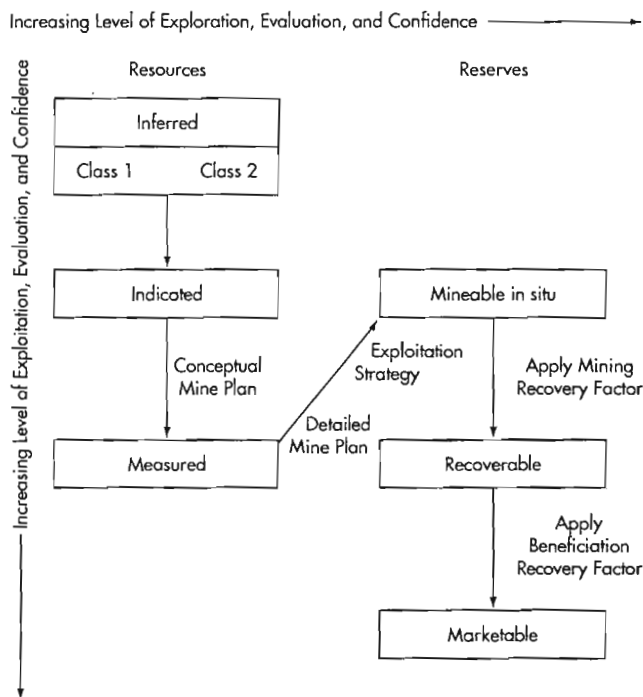 Increasing Level of Exploration, Evaluation, and Confidence
Increasing Level of Exploitation, Evaluation, and Confidence
Resources
Reserves
Inferred
Class 1 Class 2
Indicated
Mineable in situ
Conceptual
Mine Plan
Exploitation
Strategy
Apply Mining
Recovery Factor
Detailed
Mine Plan
Measured
Recoverable
Apply
Beneficiation
Recovery Factor
Marketable